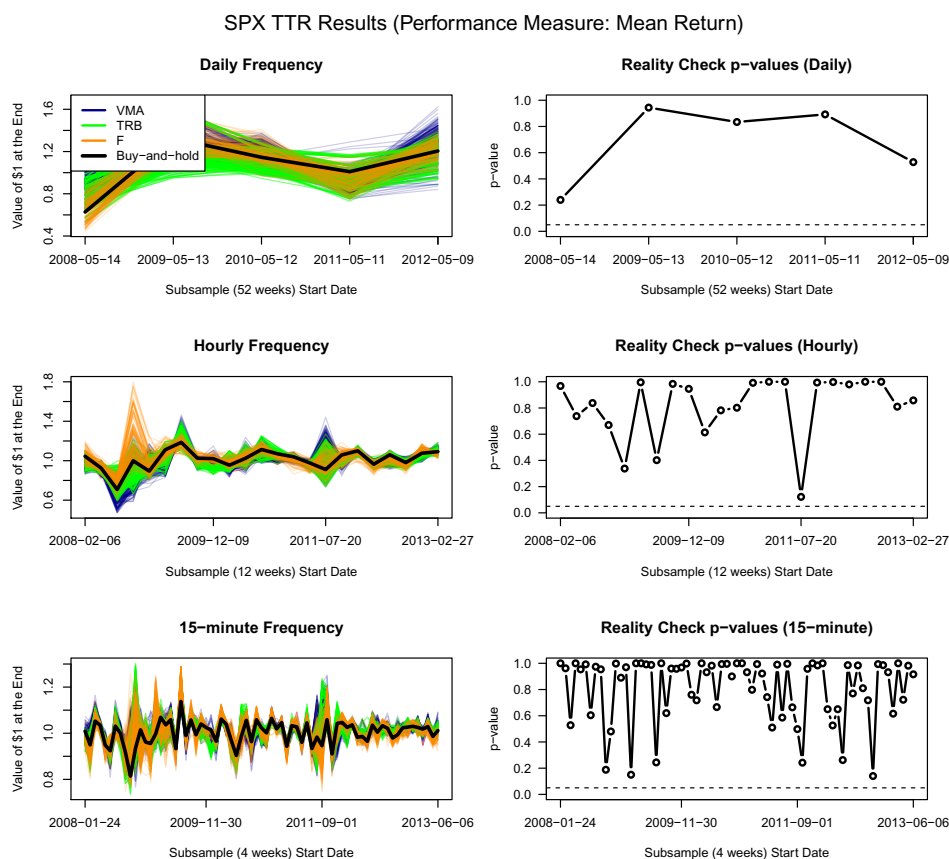 SPX TTR Results (Performance Measure: Mean Return)
Daily Frequency
Value of $1 at the End
1.6
1.2
0.8
0.4
VMA
TRB
F
Buy−and−hold
2008−05−14 2009−05−13 2010−05−12 2011−05−11 2012−05−09
Subsample (52 weeks) Start Date
Reality Check p−values (Daily)
p−value
1.0
0.8
0.6
0.4
0.2
0.0
2008−05−14 2009−05−13 2010−05−12 2011−05−11 2012−05−09
Subsample (52 weeks) Start Date
Hourly Frequency
Value of $1 at the End
1.8
1.4
1.0
0.6
2008−02−06 2009−12−09 2011−07−20 2013−02−27
Subsample (12 weeks) Start Date
Reality Check p−values (Hourly)
p−value
1.0
0.8
0.6
0.4
0.2
0.0
2008−02−06 2009−12−09 2011−07−20 2013−02−27
Subsample (12 weeks) Start Date
15−minute Frequency
Value of $1 at the End
1.2
1.0
0.8
2008−01−24 2009−11−30 2011−09−01 2013−06−06
Subsample (4 weeks) Start Date
Reality Check p−values (15−minute)
p−value
1.0
0.8
0.6
0.4
0.2
0.0
2008−01−24 2009−11−30 2011−09−01 2013−06−06
Subsample (4 weeks) Start Date